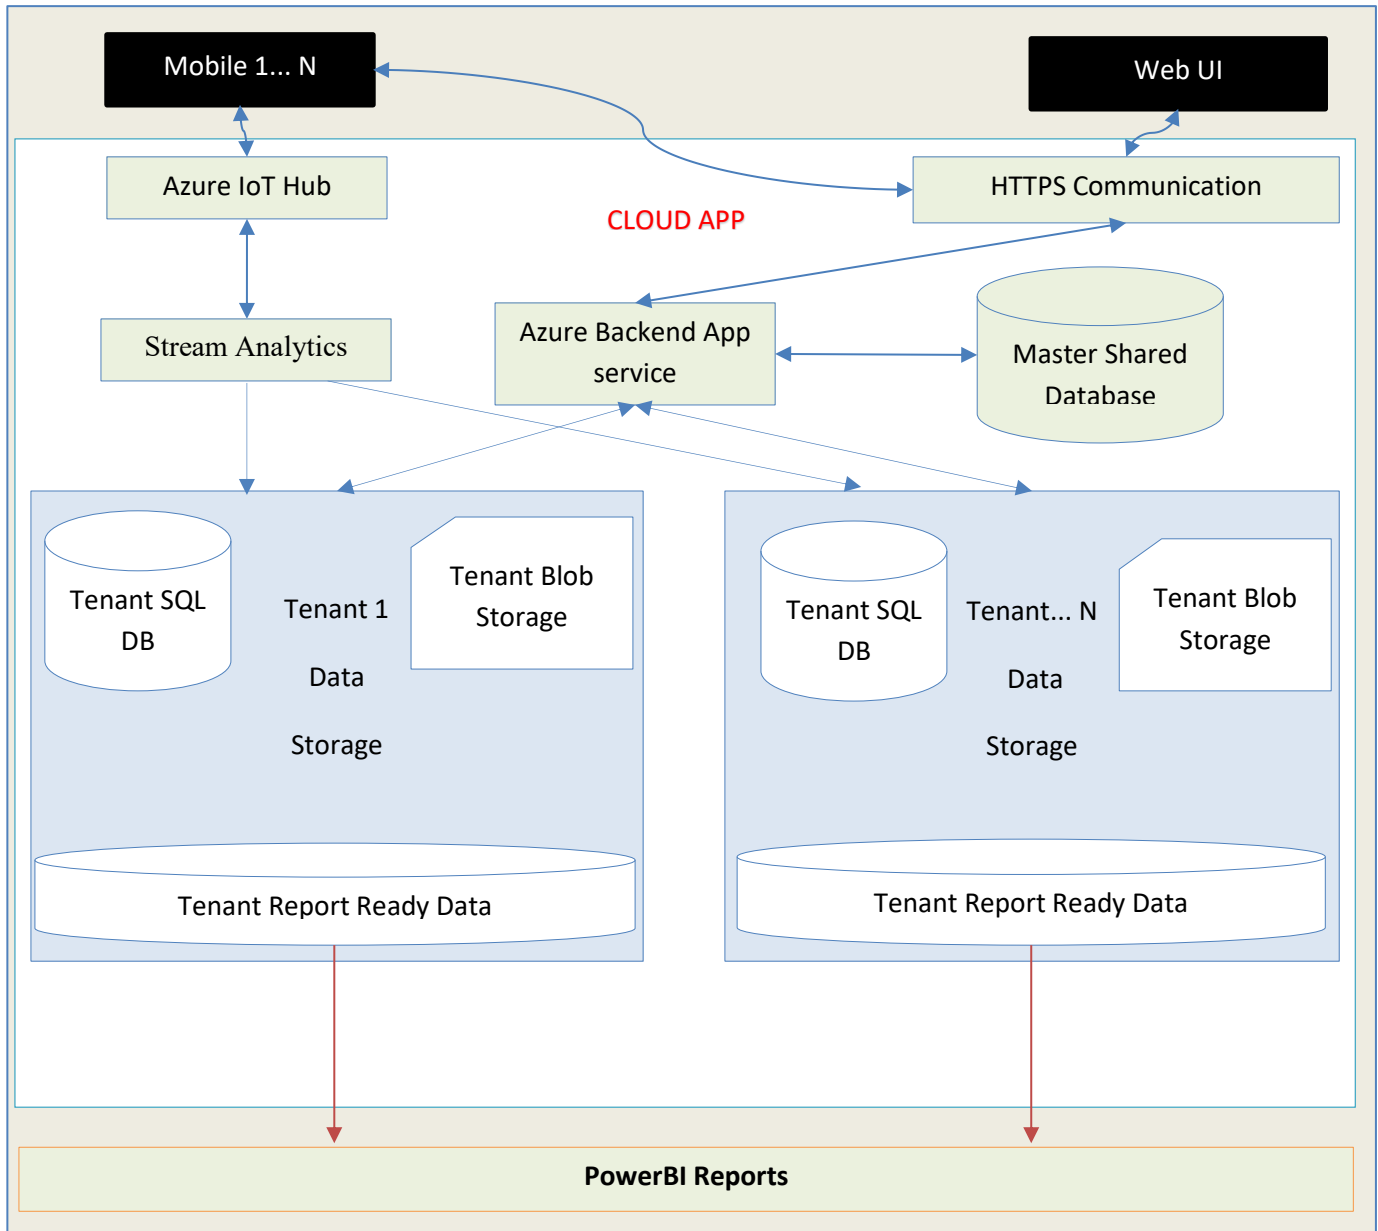 Mobile 1... N
Web UI
Azure IoT Hub
HTTPS Communication
CLOUD APP
Stream Analytics
Azure Backend App
service
Master Shared
Database
Tenant SQL
DB
Tenant 1
Data
Storage
Tenant Blob
Storage
Tenant SQL
DB
Tenant... N
Data
Storage
Tenant Blob
Storage
Tenant Report Ready Data
Tenant Report Ready Data
PowerBI Reports